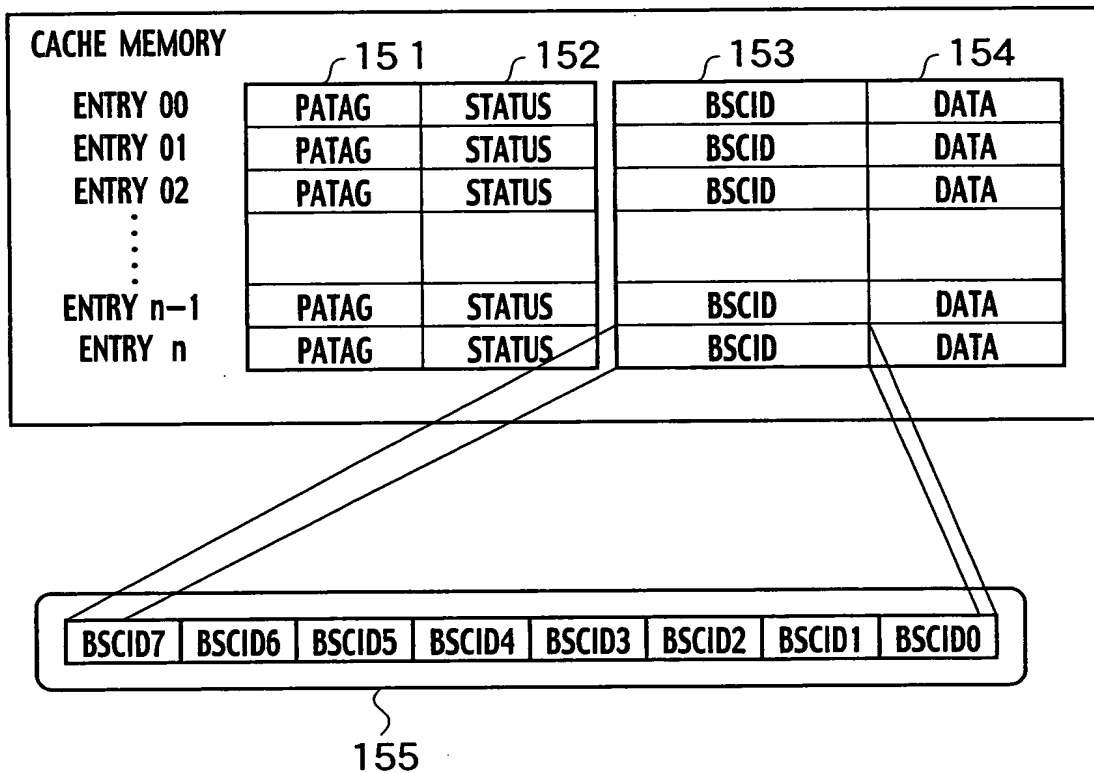 CACHE MEMORY
151 152 153 154
ENTRY 00 PATAG STATUS BSCID DATA
ENTRY 01 PATAG STATUS BSCID DATA
ENTRY 02 PATAG STATUS BSCID DATA
ENTRY n-1 PATAG STATUS BSCID DATA
ENTRY n PATAG STATUS BSCID DATA
BSCID7 BSCID6 BSCID5 BSCID4 BSCID3 BSCID2 BSCID1 BSCID0
155